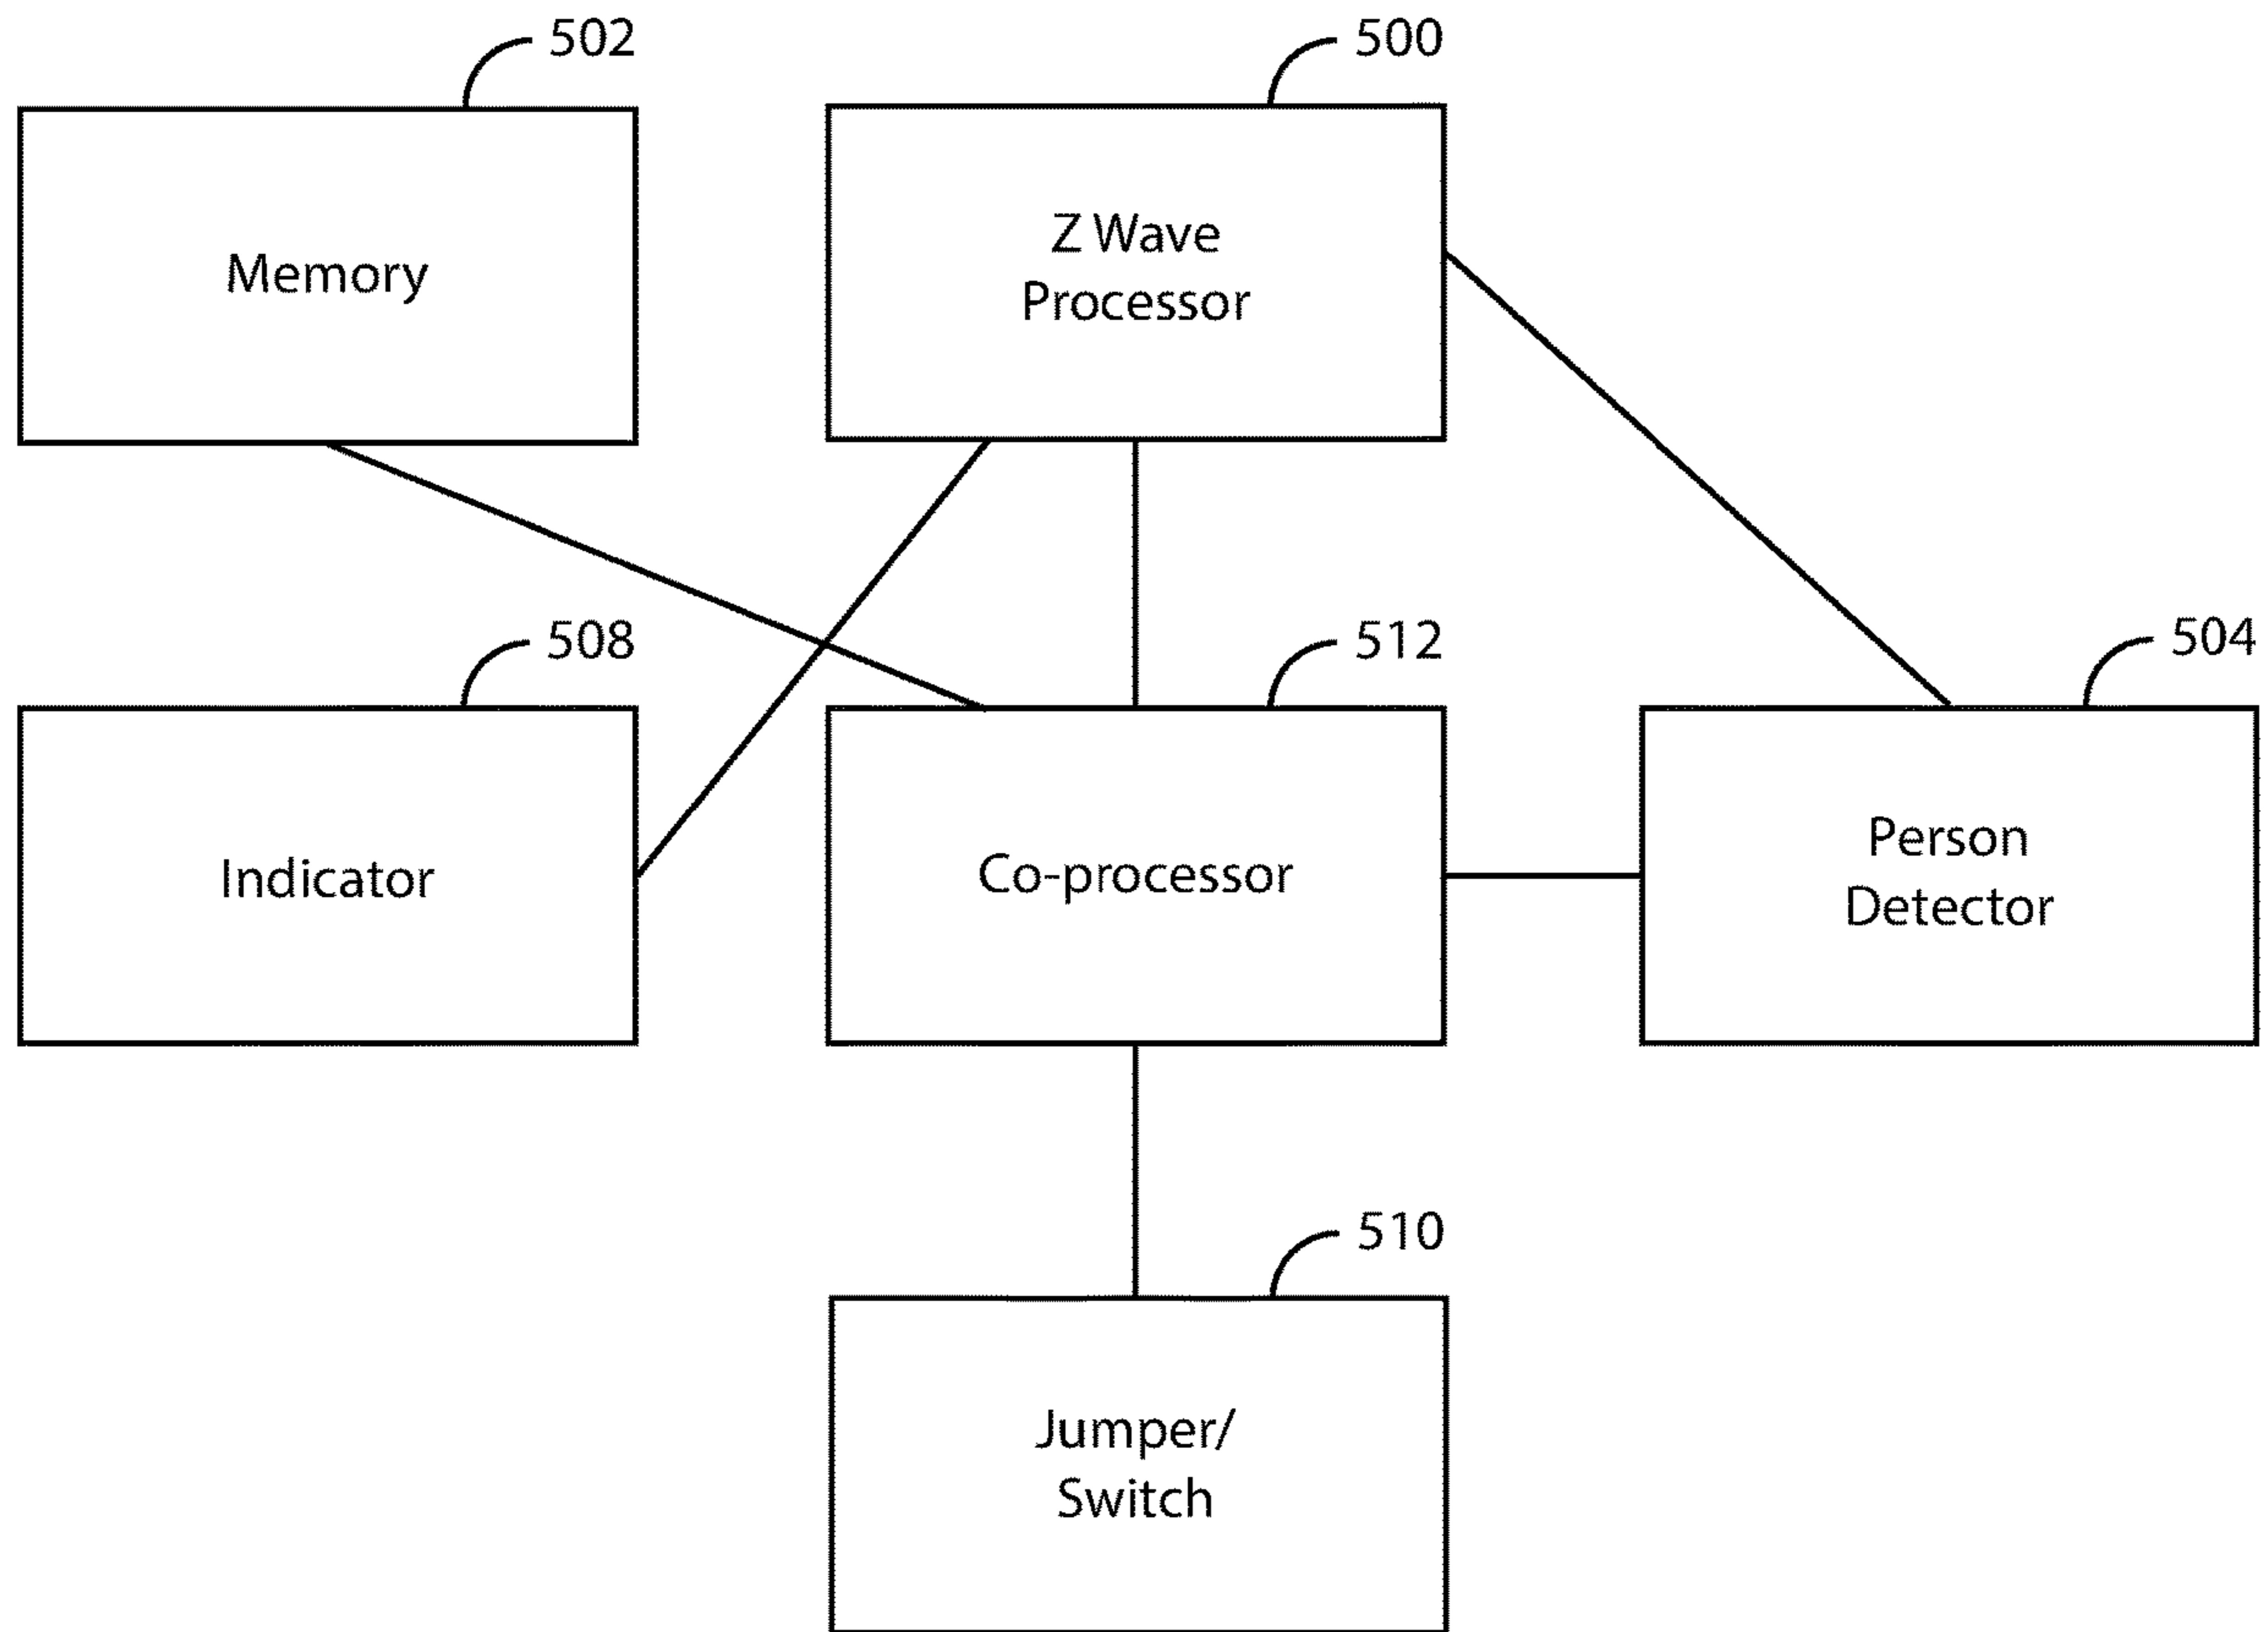 502
500
Memory
Z Wave
Processor
508
512
504
Indicator
Co-processor
Person
Detector
510
Jumper/
Switch